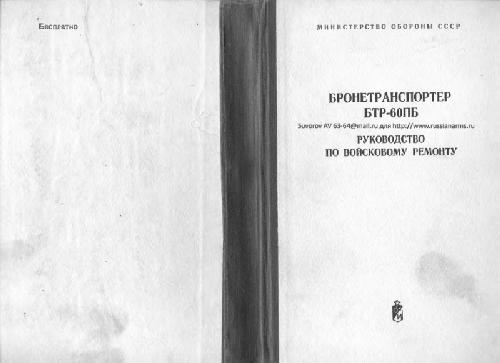 Бесплатно
МИНИСТЕРСТВО ОБОРОНЫ СССР
БРОНЕТРАНСПОРТЕР
БТР-60ПБ
Suvorov AV 63-64@mail.ru для http://www.russianarms.ru
РУКОВОДСТВО
ПО ВОЙСКОВОМУ РЕМОНТУ